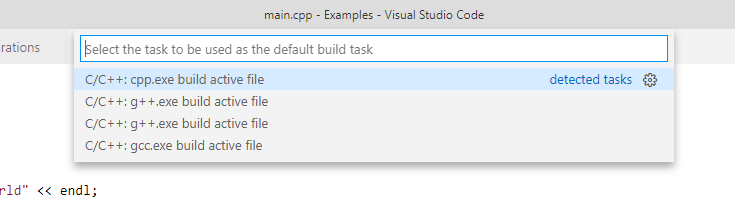 main.cpp - Examples - Visual Studio Code
rations
Select the task to be used as the default build task
C/C++: cpp.exe build active file detected tasks
C/C++: g++.exe build active file
C/C++: g++.exe build active file
C/C++: gcc.exe build active file
rld" << endl;